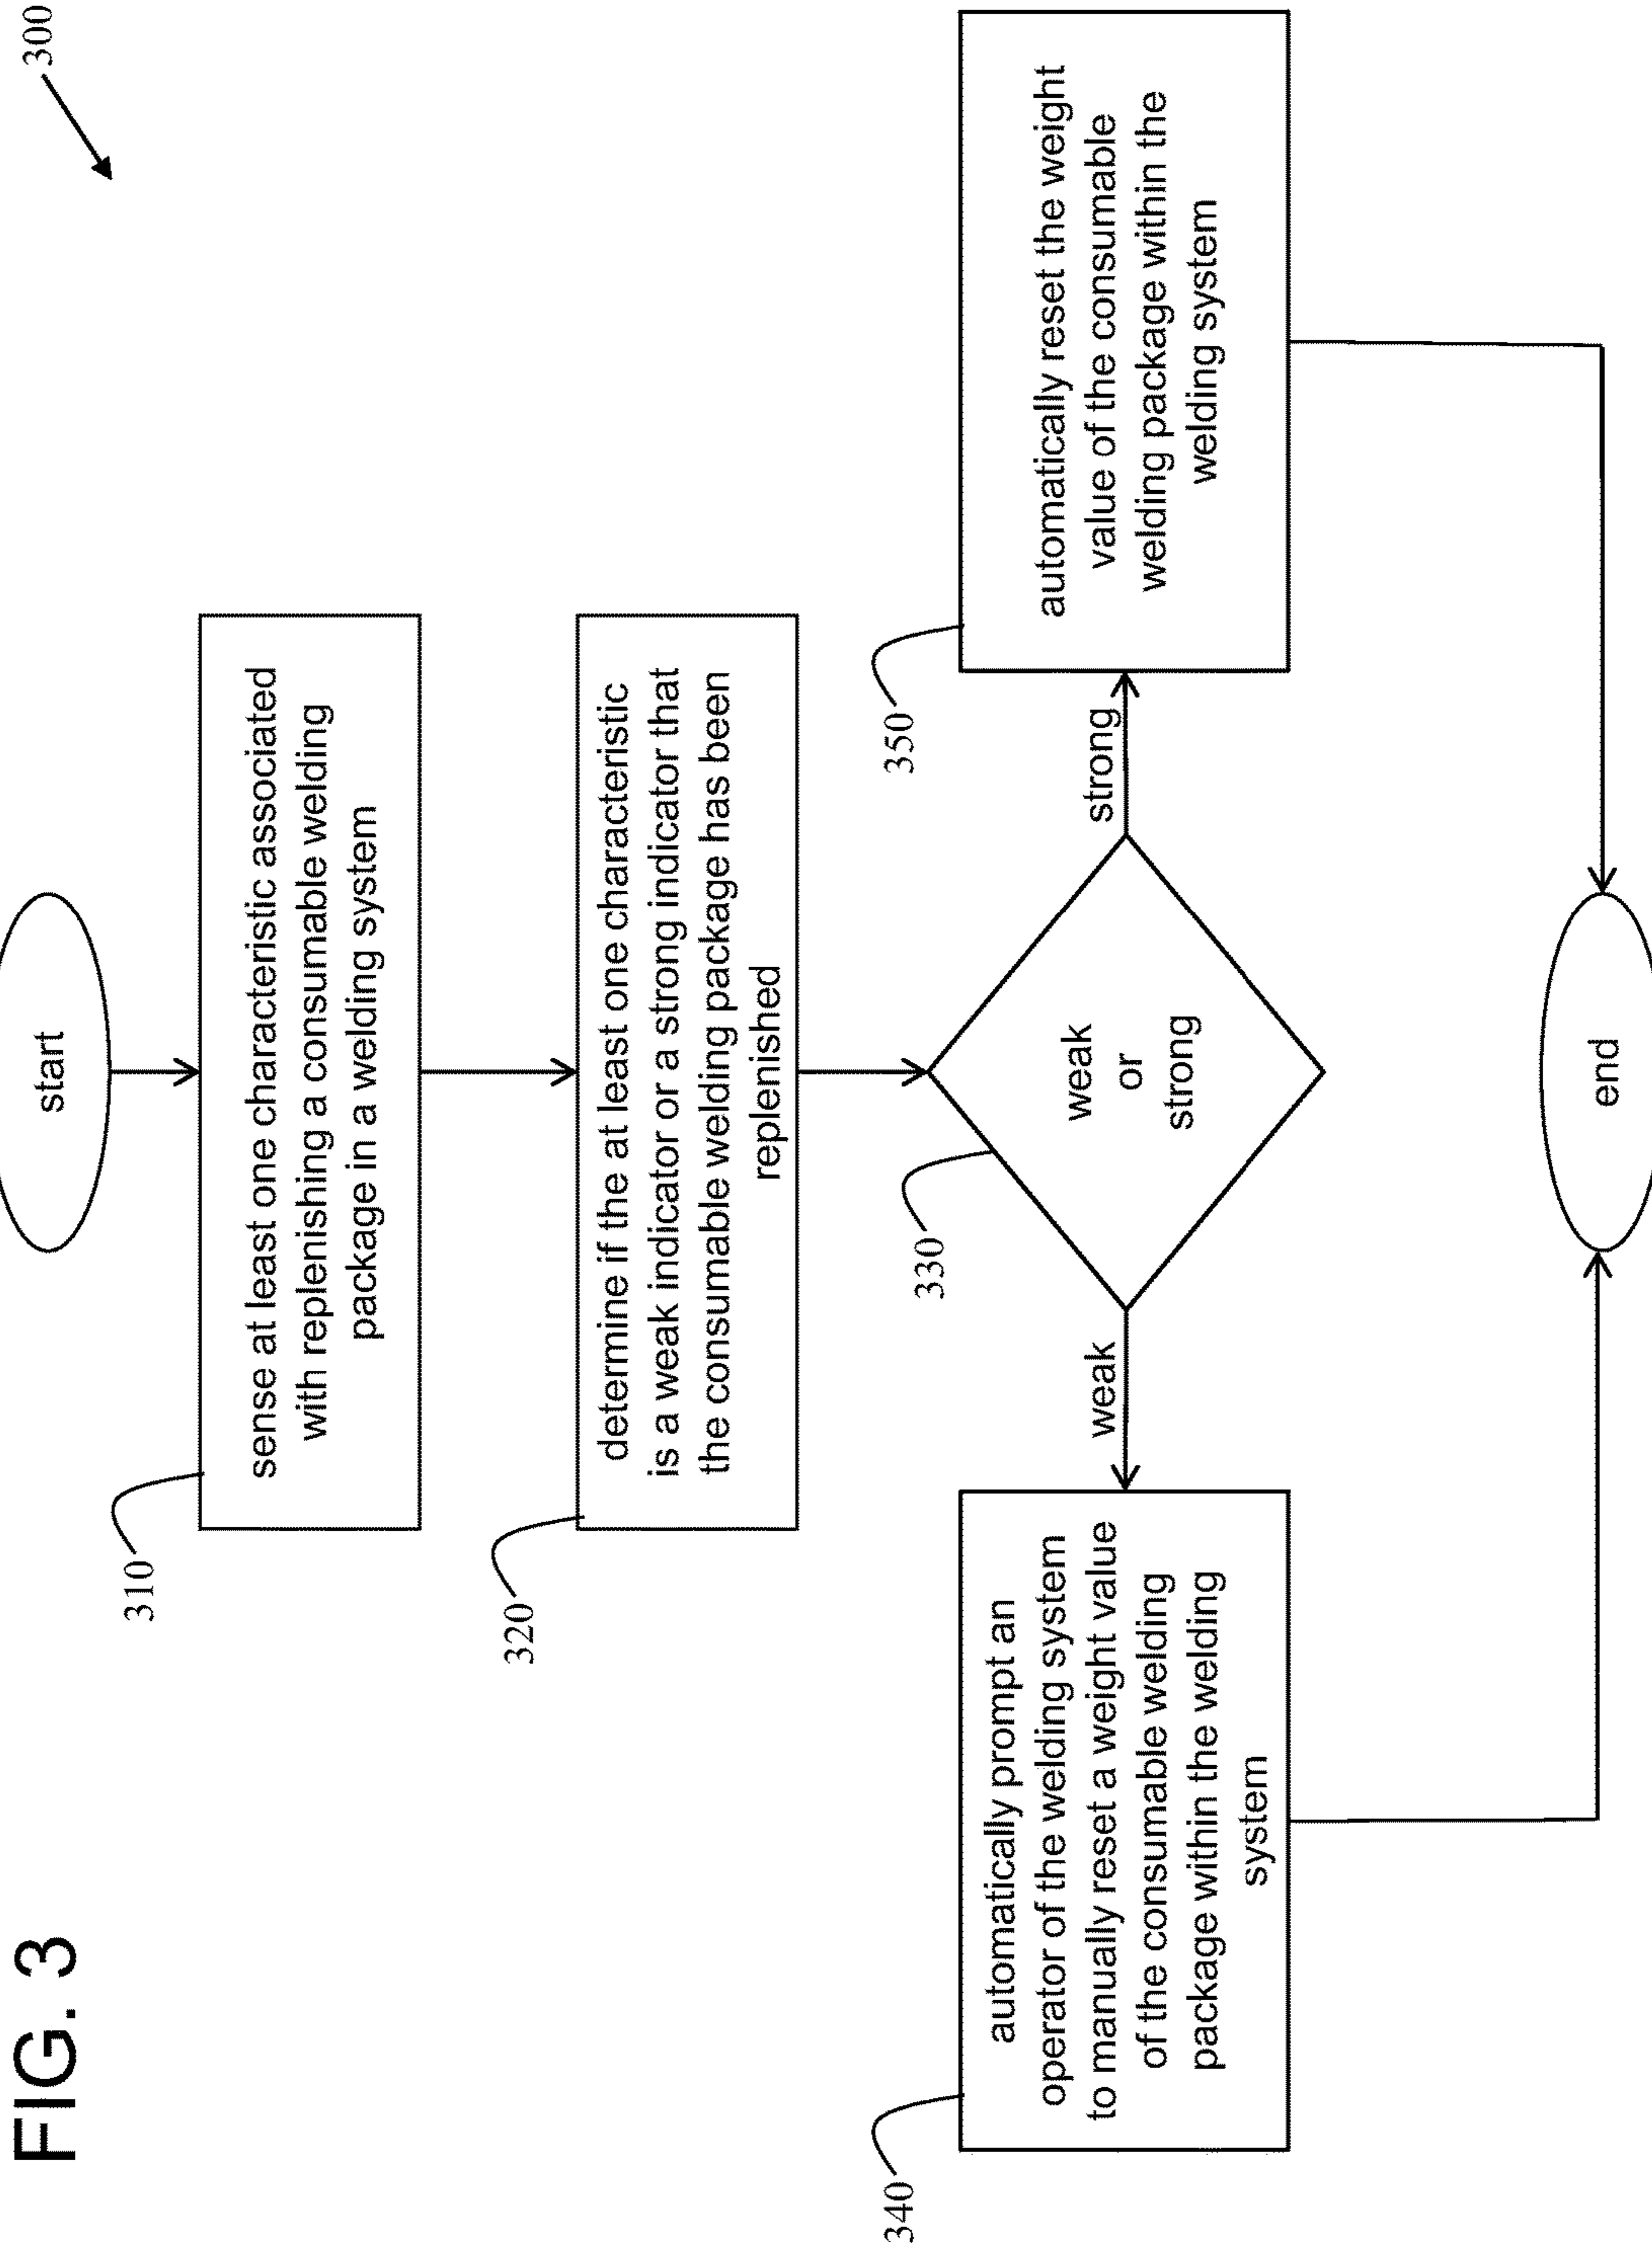 FIG. 3
300
start
310
sense at least one characteristic associated
with replenishing a consumable welding
package in a welding system
320
determine if the at least one characteristic
is a weak indicator or a strong indicator that
the consumable welding package has been
replenished
330
weak
or
strong
weak
strong
340
automatically prompt an
operator of the welding system
to manually reset a weight value
of the consumable welding
package within the welding
system
350
automatically reset the weight
value of the consumable
welding package within the
welding system
end